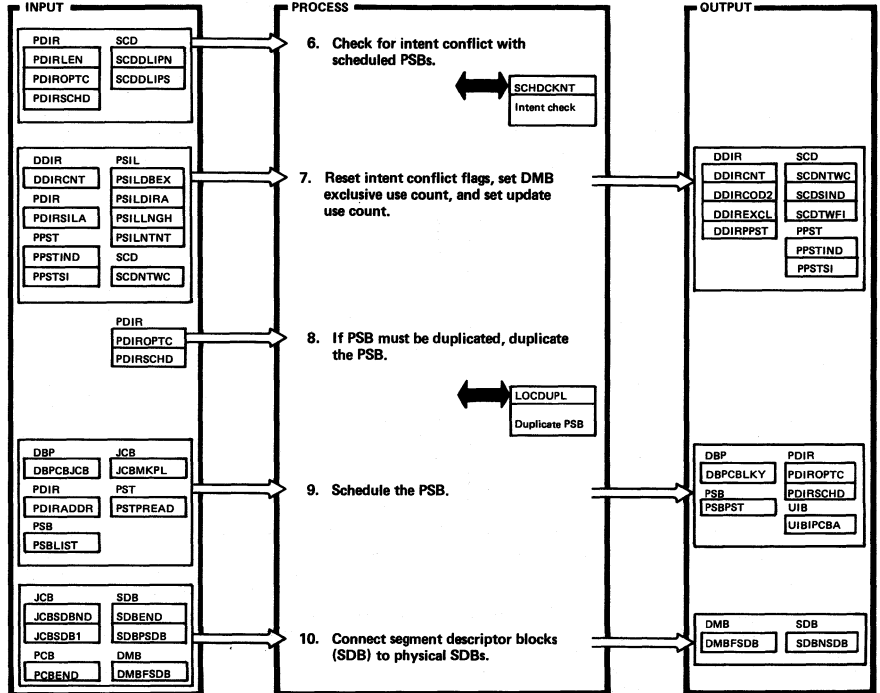 INPUT
PROCESS
OUTPUT
PDIR SCD
PDIRLEN SCDDLIPN
PDIROPTC SCDDLIPS
PDIRSCHD
6. Check for intent conflict with
scheduled PSBs.
SCHDCKNT
Intent check
DDIR PSIL
DDIRCNT PSILDBEX
PDIR PSILDIRA
PDIRSILA PSILLNGH
PPST PSILNTNT
PPSTIND SCD
PPSTSI SCDNTWC
7. Reset intent conflict flags, set DMB
exclusive use count, and set update
use count.
DDIR SCD
DDIRCNT SCDNTWC
DDIRCOD2 SCDSIND
DDIREXCL SCDTWFI
DDIRPPST PPST
PPSTIND
PPSTSI
PDIR
PDIROPTC
PDIRSCHD
8. If PSB must be duplicated, duplicate
the PSB.
LOCDUPL
Duplicate PSB
DBP JCB
DBPCBJCB JCBMKPL
PDIR PST
PDIRADDR PSTPREAD
PSB
PSBLIST
9. Schedule the PSB.
DBP PDIR
DBPCBLKY PDIROPTC
PSB PDIRSCHD
PSBPST UIB
UIBIPCBA
JCB SDB
JCBSDBND SDBEND
JCBSDB1 SDBPSDB
PCB DMB
PCBEND DMBFSDB
10. Connect segment descriptor blocks
(SDB) to physical SDBs.
DMB SDB
DMBFSDB SDBNSDB